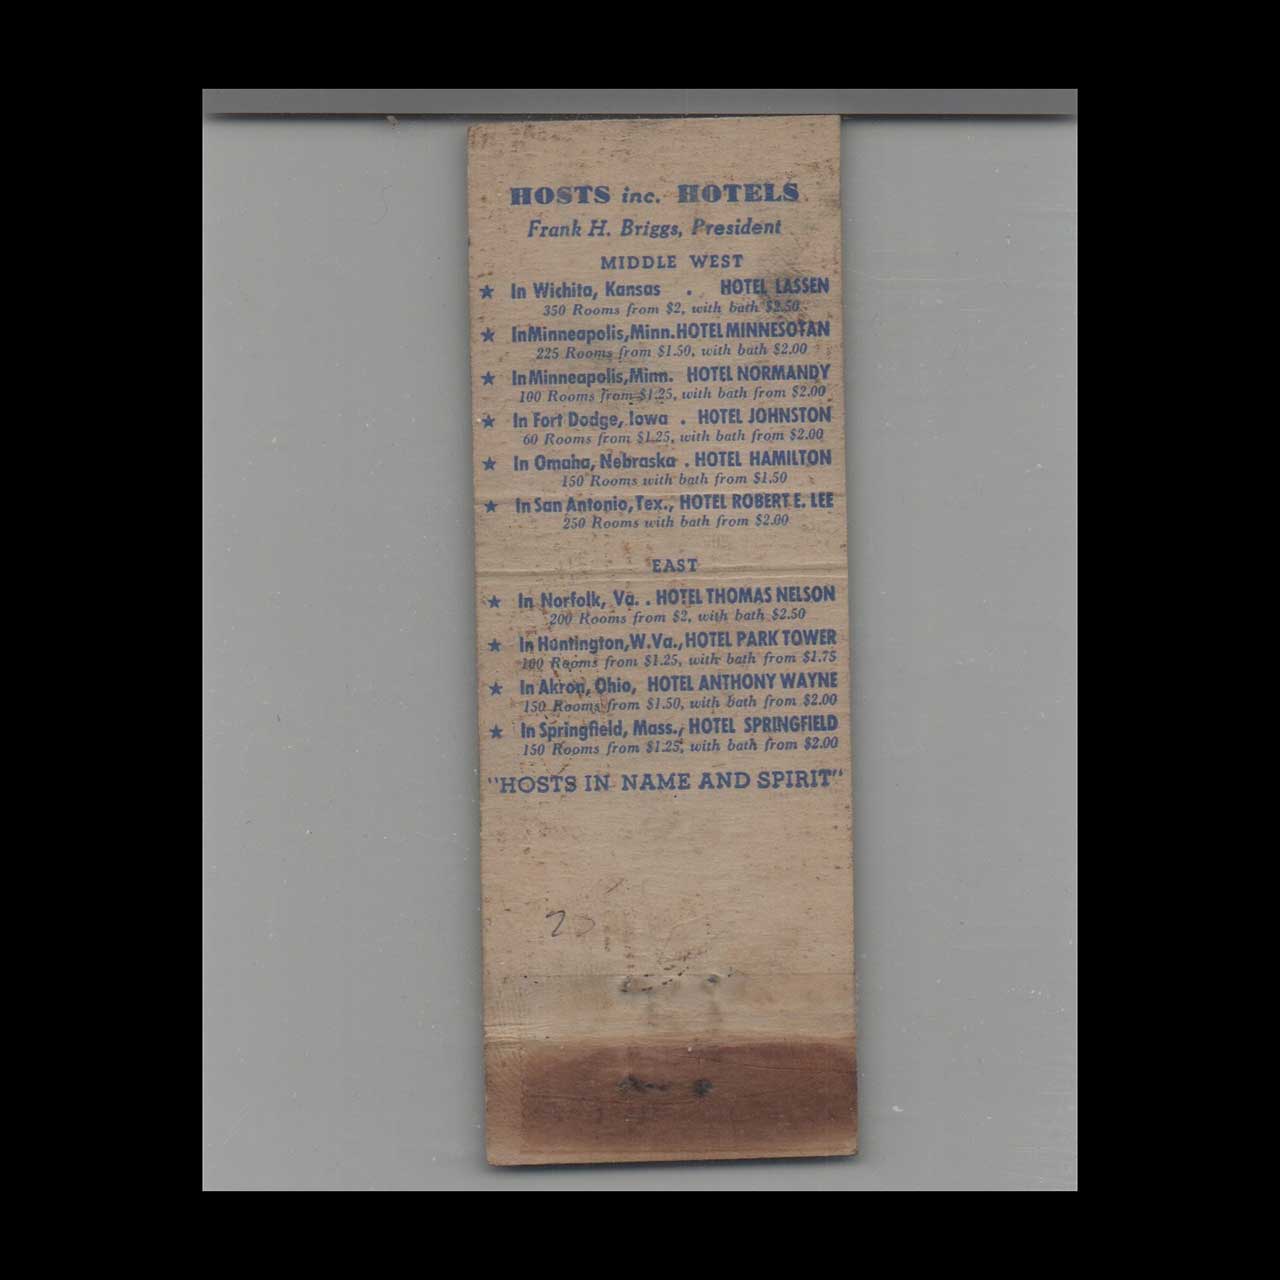 HOSTS inc. HOTELS
Frank H. Briggs, President
MIDDLE WEST
★ In Wichita, Kansas . HOTEL LASSEN
350 Rooms from $2, with bath $2.50
★ In Minneapolis, Minn. HOTEL MINNESOTAN
225 Rooms from $1.50, with bath $2.00
★ In Minneapolis, Minn. HOTEL NORMANDY
100 Rooms from $1.25, with bath from $2.00
★ In Fort Dodge, Iowa . HOTEL JOHNSTON
60 Rooms from $1.25, with bath from $2.00
★ In Omaha, Nebraska . HOTEL HAMILTON
150 Rooms with bath from $1.50
★ In San Antonio, Tex., HOTEL ROBERT E. LEE
250 Rooms with bath from $2.00
EAST
★ In Norfolk, Va. . HOTEL THOMAS NELSON
200 Rooms from $2, with bath $2.50
★ In Huntington, W.Va., HOTEL PARK TOWER
100 Rooms from $1.25, with bath from $1.75
★ In Akron, Ohio, HOTEL ANTHONY WAYNE
150 Rooms from $1.50, with bath from $2.00
★ In Springfield, Mass., HOTEL SPRINGFIELD
150 Rooms from $1.25, with bath from $2.00
"HOSTS IN NAME AND SPIRIT"